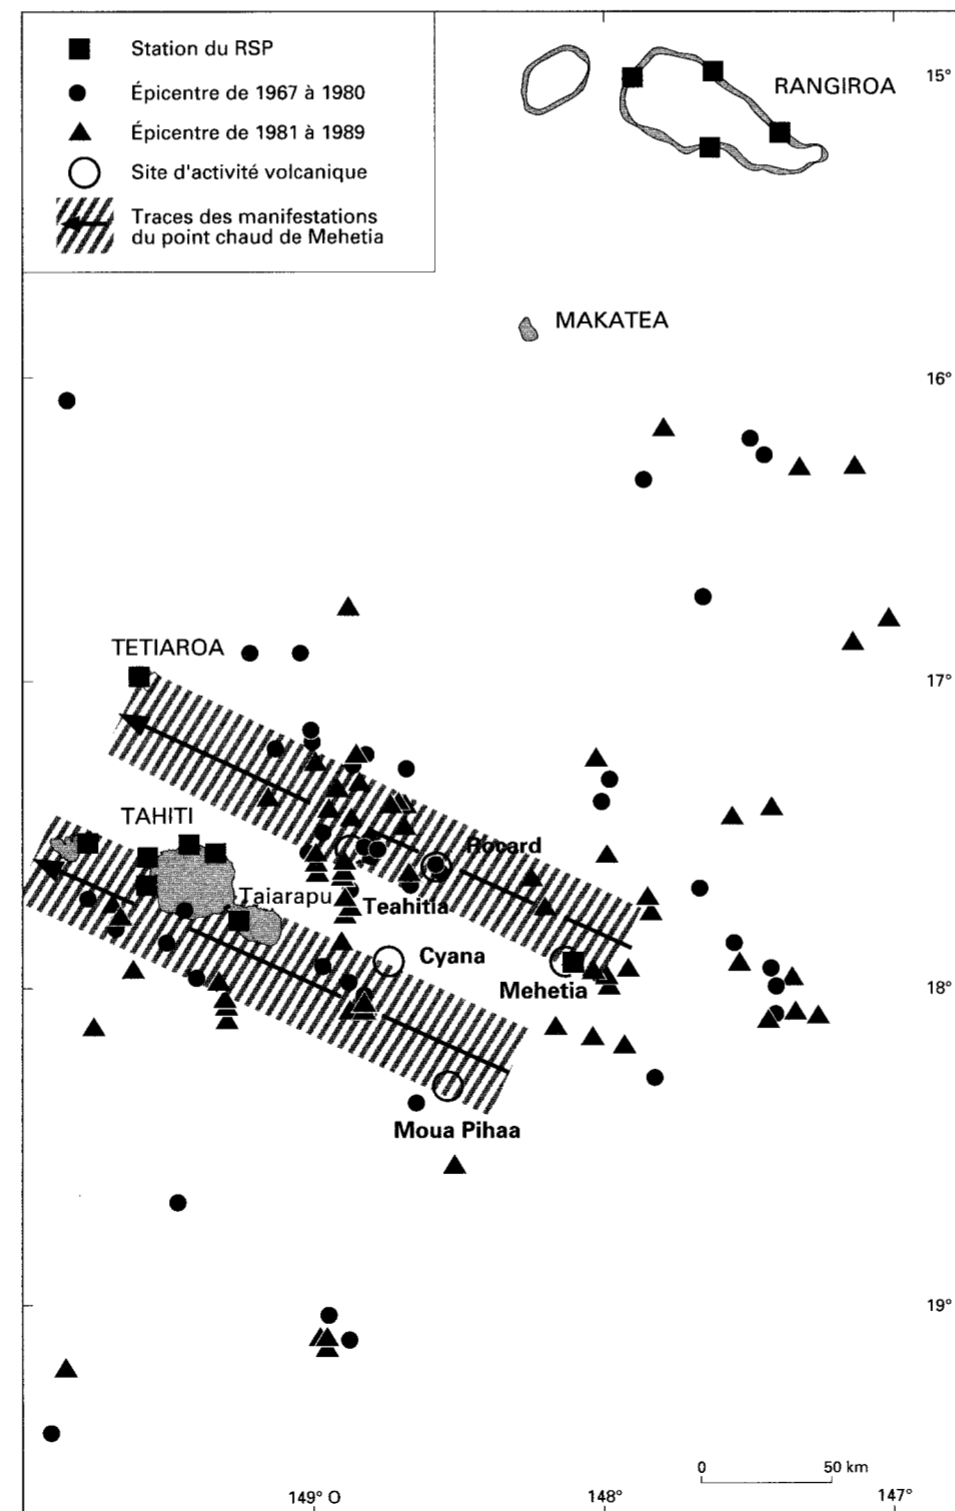 Station du RSP
Épicentre de 1967 à 1980
Épicentre de 1981 à 1989
Site d'activité volcanique
Traces des manifestations
du point chaud de Mehetia
15°
RANGIROA
MAKATEA
16°
TETIAROA
17°
TAHITI
Rocard
Taiarapu
Teahitia
Cyana
Mehetia
18°
Moua Pihaa
19°
0 50 km
149° O
148°
147°